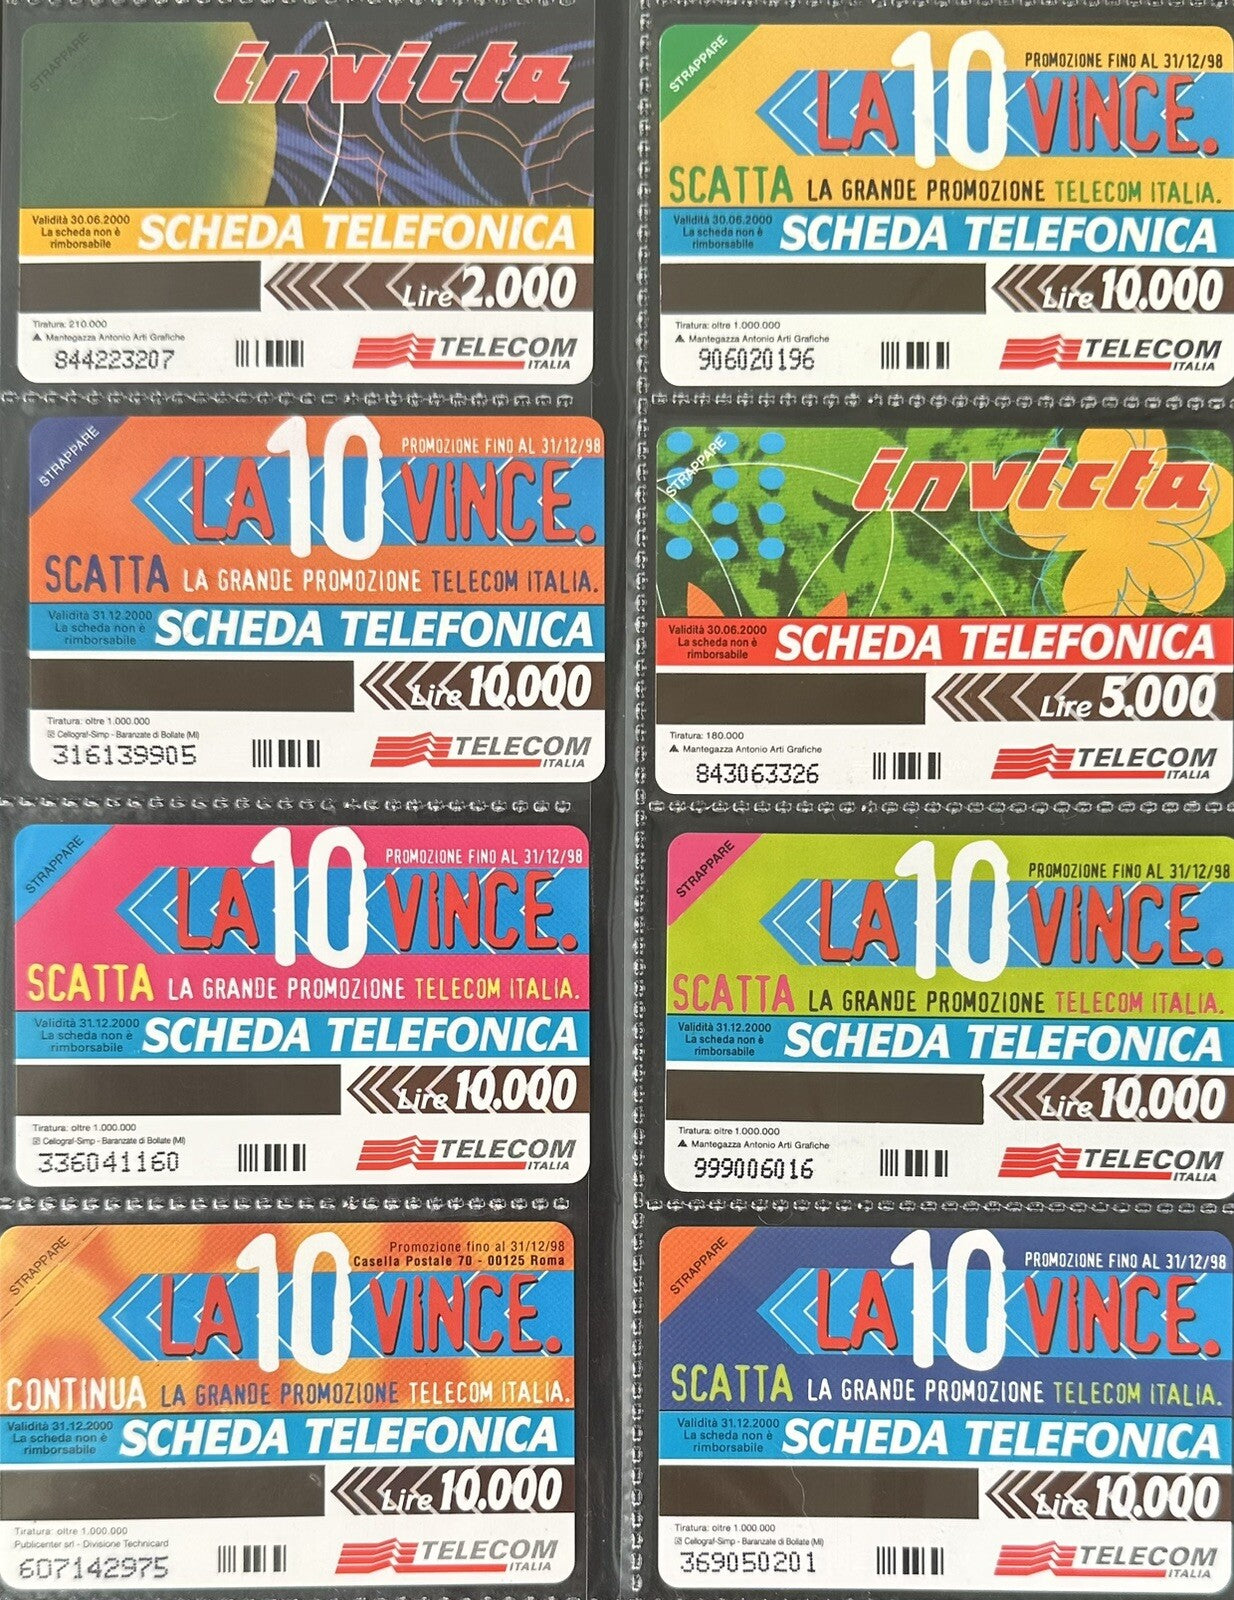 STRAPPARE
invicta
Validità 30.06.2000
La scheda non è
rimborsabile
SCHEDA TELEFONICA
Lire 2.000
Tiratura: 210.000
Mantegazza Antonio Arti Grafiche
844223207
TELECOM
ITALIA
STRAPPARE
PROMOZIONE FINO AL 31/12/98
LA 10 VINCE.
SCATTA LA GRANDE PROMOZIONE TELECOM ITALIA.
Validità 30.06.2000
La scheda non è
rimborsabile
SCHEDA TELEFONICA
Lire 10.000
Tiratura: oltre 1.000.000
Mantegazza Antonio Arti Grafiche
906020196
TELECOM
ITALIA
STRAPPARE
PROMOZIONE FINO AL 31/12/98
LA 10 VINCE.
SCATTA LA GRANDE PROMOZIONE TELECOM ITALIA.
Validità 31.12.2000
La scheda non è
rimborsabile
SCHEDA TELEFONICA
Lire 10.000
Tiratura: oltre 1.000.000
Cellograf-Simp - Baranzate di Bollate (MI)
316139905
TELECOM
ITALIA
STRAPPARE
invicta
Validità 30.06.2000
La scheda non è
rimborsabile
SCHEDA TELEFONICA
Lire 5.000
Tiratura: 180.000
Mantegazza Antonio Arti Grafiche
843063326
TELECOM
ITALIA
STRAPPARE
PROMOZIONE FINO AL 31/12/98
LA 10 VINCE.
SCATTA LA GRANDE PROMOZIONE TELECOM ITALIA.
Validità 31.12.2000
La scheda non è
rimborsabile
SCHEDA TELEFONICA
Lire 10.000
Tiratura: oltre 1.000.000
Cellograf-Simp - Baranzate di Bollate (MI)
336041160
TELECOM
ITALIA
STRAPPARE
PROMOZIONE FINO AL 31/12/98
LA 10 VINCE.
SCATTA LA GRANDE PROMOZIONE TELECOM ITALIA.
Validità 31.12.2000
La scheda non è
rimborsabile
SCHEDA TELEFONICA
Lire 10.000
Tiratura: oltre 1.000.000
Mantegazza Antonio Arti Grafiche
999006016
TELECOM
ITALIA
STRAPPARE
Promozione fino al 31/12/98
Casella Postale 70 - 00125 Roma
LA 10 VINCE.
CONTINUA LA GRANDE PROMOZIONE TELECOM ITALIA.
Validità 31.12.2000
La scheda non è
rimborsabile
SCHEDA TELEFONICA
Lire 10.000
Tiratura: oltre 1.000.000
Publicenter srl - Divisione Technicard
607142975
TELECOM
ITALIA
STRAPPARE
PROMOZIONE FINO AL 31/12/98
LA 10 VINCE.
SCATTA LA GRANDE PROMOZIONE TELECOM ITALIA.
Validità 31.12.2000
La scheda non è
rimborsabile
SCHEDA TELEFONICA
Lire 10.000
Tiratura: oltre 1.000.000
Cellograf-Simp - Baranzate di Bollate (MI)
369050201
TELECOM
ITALIA